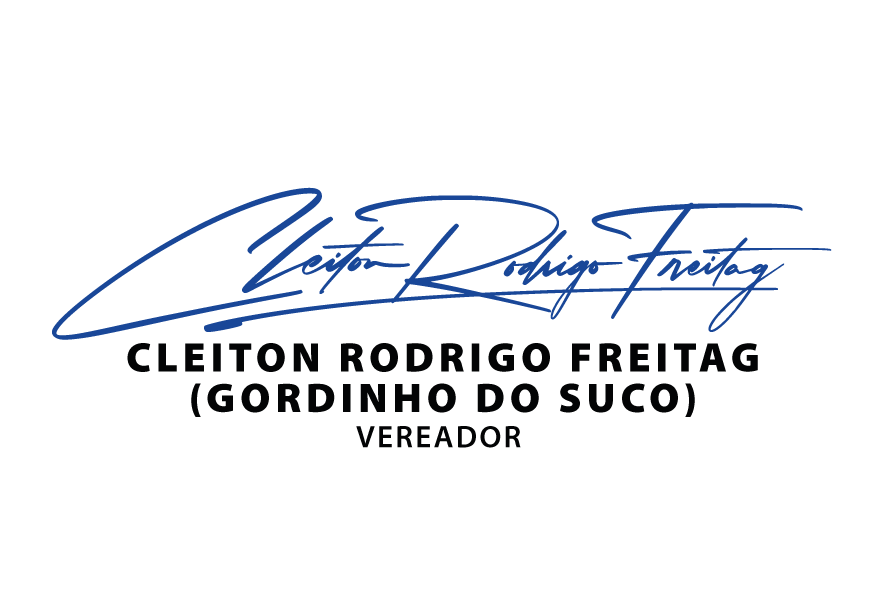 Cleiton Rodrigo Freitag
CLEITON RODRIGO FREITAG
(GORDINHO DO SUCO)
VEREADOR